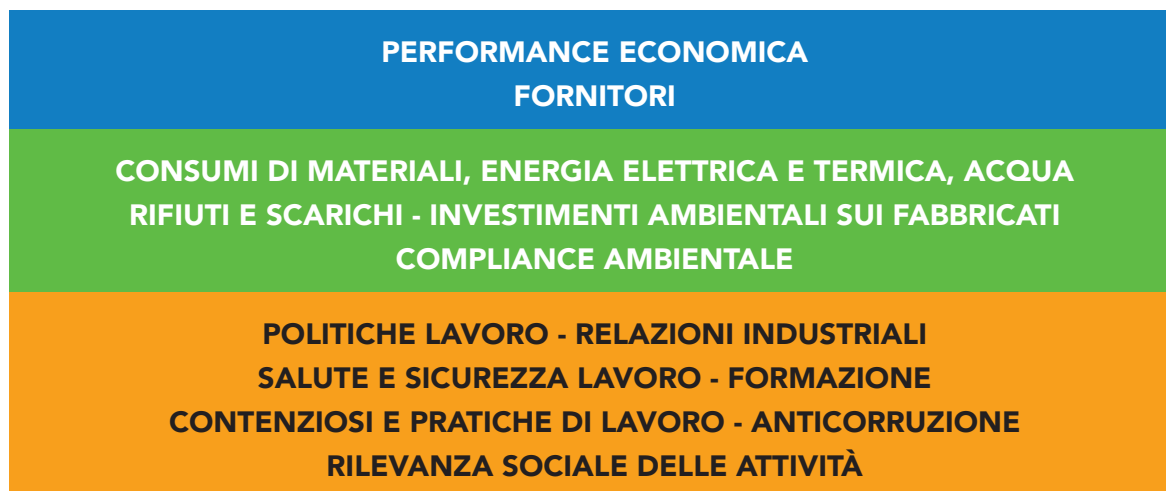 PERFORMANCE ECONOMICA
FORNITORI
CONSUMI DI MATERIALI, ENERGIA ELETTRICA E TERMICA, ACQUA
RIFIUTI E SCARICHI - INVESTIMENTI AMBIENTALI SUI FABBRICATI
COMPLIANCE AMBIENTALE
POLITICHE LAVORO - RELAZIONI INDUSTRIALI
SALUTE E SICUREZZA LAVORO - FORMAZIONE
CONTENZIOSI E PRATICHE DI LAVORO - ANTICORRUZIONE
RILEVANZA SOCIALE DELLE ATTIVITÀ